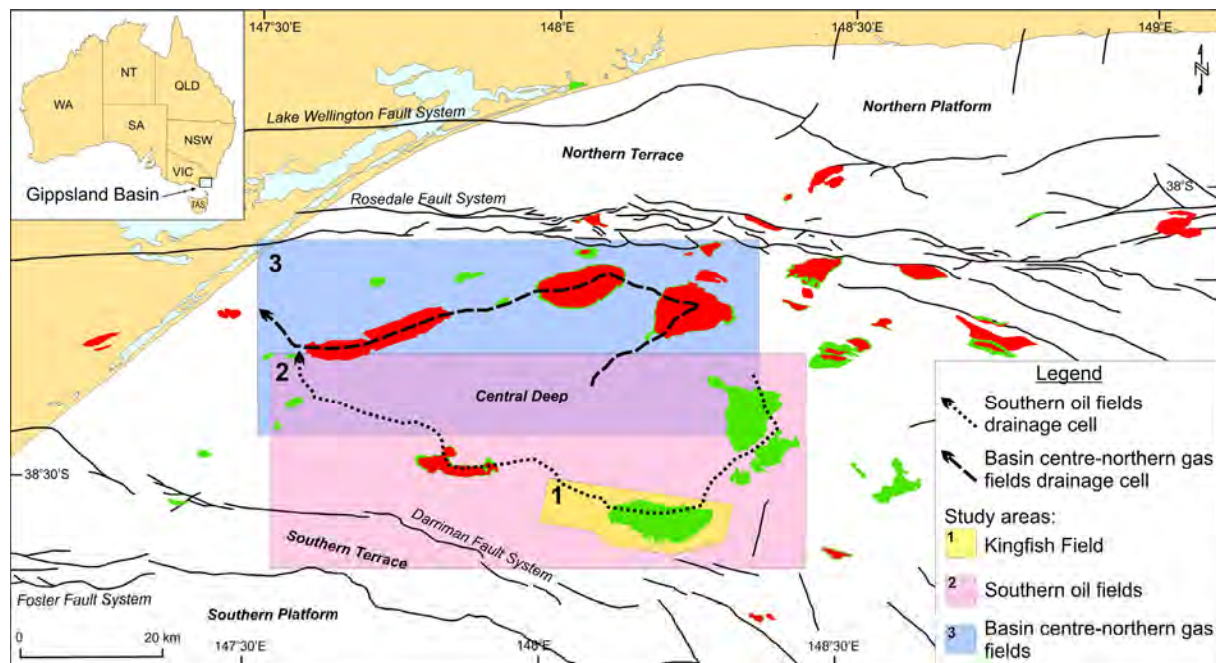 147°30'
148°E
148°30'
149°E
NT
QLD
WA
SA
NSW
VIC
TAS
Gippsland Basin
N
Lake Wellington Fault System
Northern Platform
Northern Terrace
Rosedale Fault System
38°S
3
2
Central Deep
38°30'S
1
Darriman Fault System
Southern Terrace
Foster Fault System
Southern Platform
0 20 km
147°30'E
148°E
148°30'E
Legend
Southern oil fields
drainage cell
Basin centre-northern gas
fields drainage cell
Study areas:
1 Kingfish Field
2 Southern oil fields
3 Basin centre-northern gas
fields